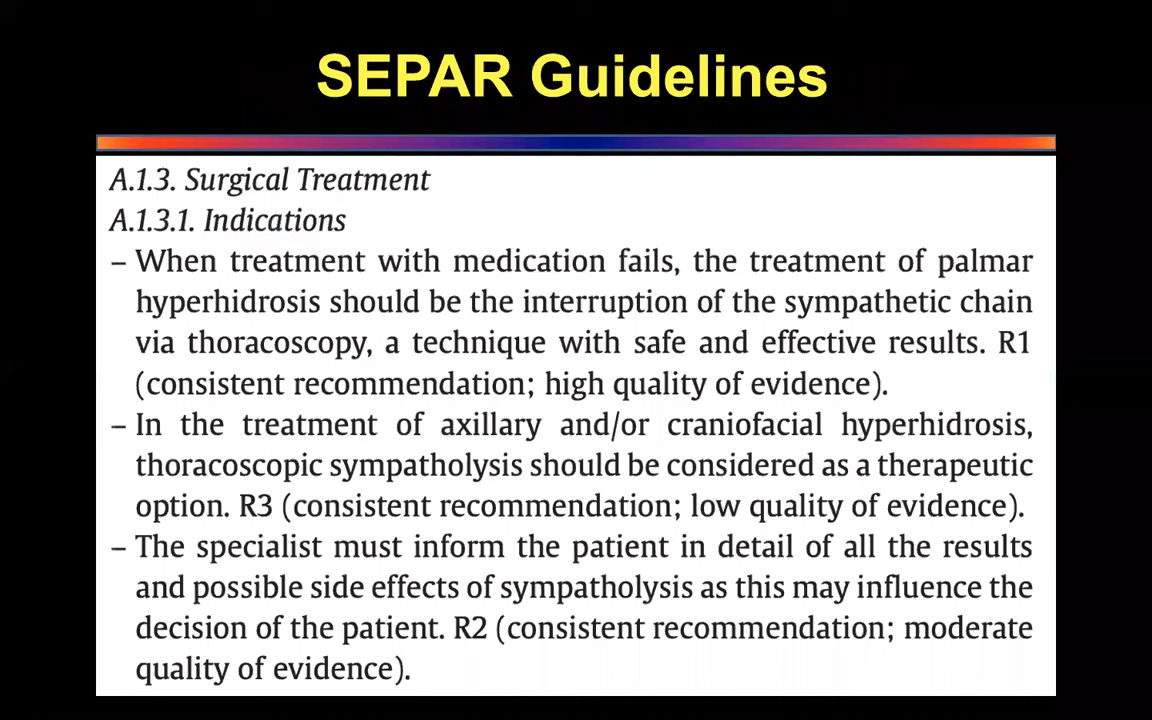 SEPAR Guidelines
A.1.3. Surgical Treatment
A.1.3.1. Indications
– When treatment with medication fails, the treatment of palmar
hyperhidrosis should be the interruption of the sympathetic chain
via thoracoscopy, a technique with safe and effective results. R1
(consistent recommendation; high quality of evidence).
– In the treatment of axillary and/or craniofacial hyperhidrosis,
thoracoscopic sympatholysis should be considered as a therapeutic
option. R3 (consistent recommendation; low quality of evidence).
– The specialist must inform the patient in detail of all the results
and possible side effects of sympatholysis as this may influence the
decision of the patient. R2 (consistent recommendation; moderate
quality of evidence).